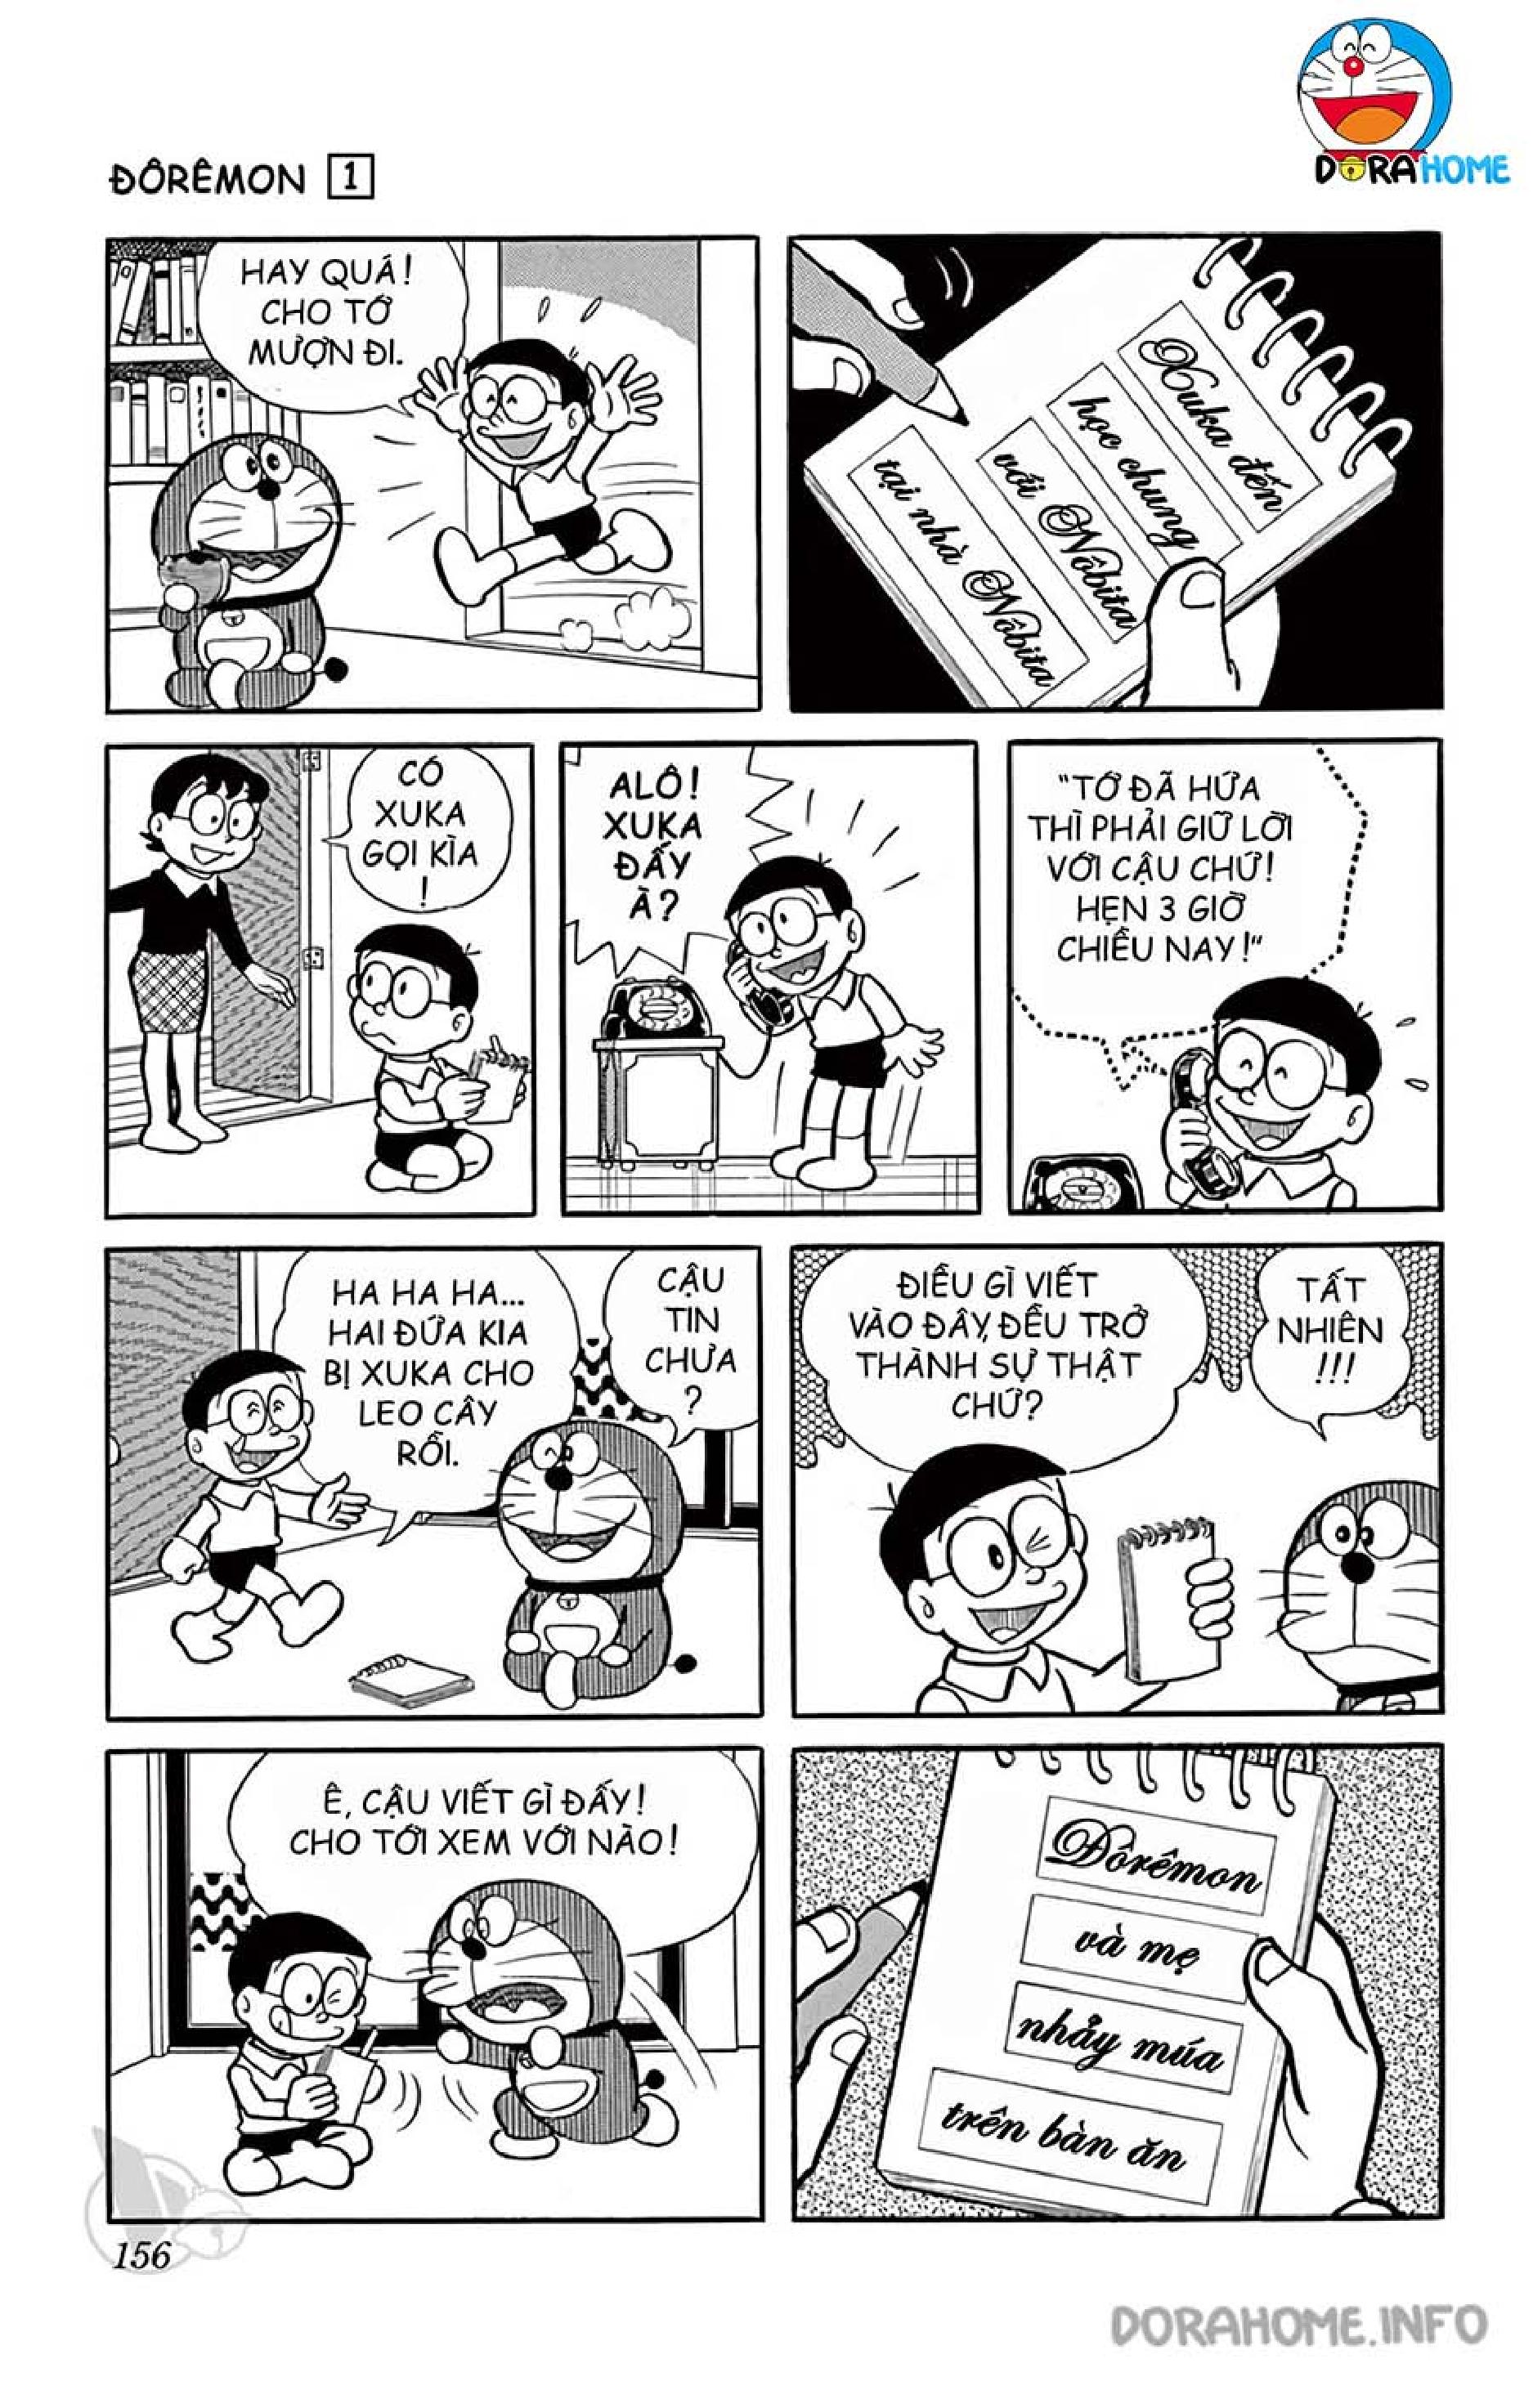 DORAHOME
ĐÔRÊMON 1
HAY QUÁ!
CHO TỚ
MƯỢN ĐI.
Xuka đến
học chung
với Nôbita
tại nhà Nôbita
CÓ
XUKA
GỌI KÌA
!
ALÔ!
XUKA
ĐẤY
À?
"TỚ ĐÃ HỨA
THÌ PHẢI GIỮ LỜI
VỚI CẬU CHỨ!
HẸN 3 GIỜ
CHIỀU NAY!"
HA HA HA...
HAI ĐỨA KIA
BỊ XUKA CHO
LEO CÂY
RỒI.
CẬU
TIN
CHƯA
?
ĐIỀU GÌ VIẾT
VÀO ĐÂY, ĐỀU TRỞ
THÀNH SỰ THẬT
CHỨ?
TẤT
NHIÊN
!!!
Ê, CẬU VIẾT GÌ ĐẤY!
CHO TỚI XEM VỚI NÀO!
Đôrêmon
và mẹ
nhảy múa
trên bàn ăn
156
DORAHOME.INFO